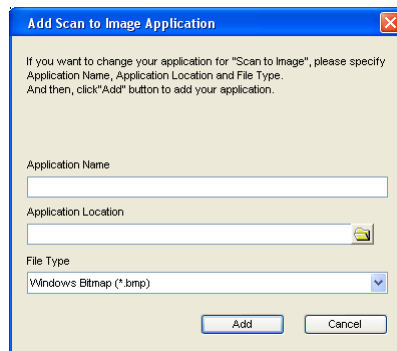 Add Scan to Image Application
If you want to change your application for "Scan to Image", please specify
Application Name, Application Location and File Type.
And then, click"Add" button to add your application.
Application Name
Application Location
File Type
Windows Bitmap (*.bmp)
Add
Cancel